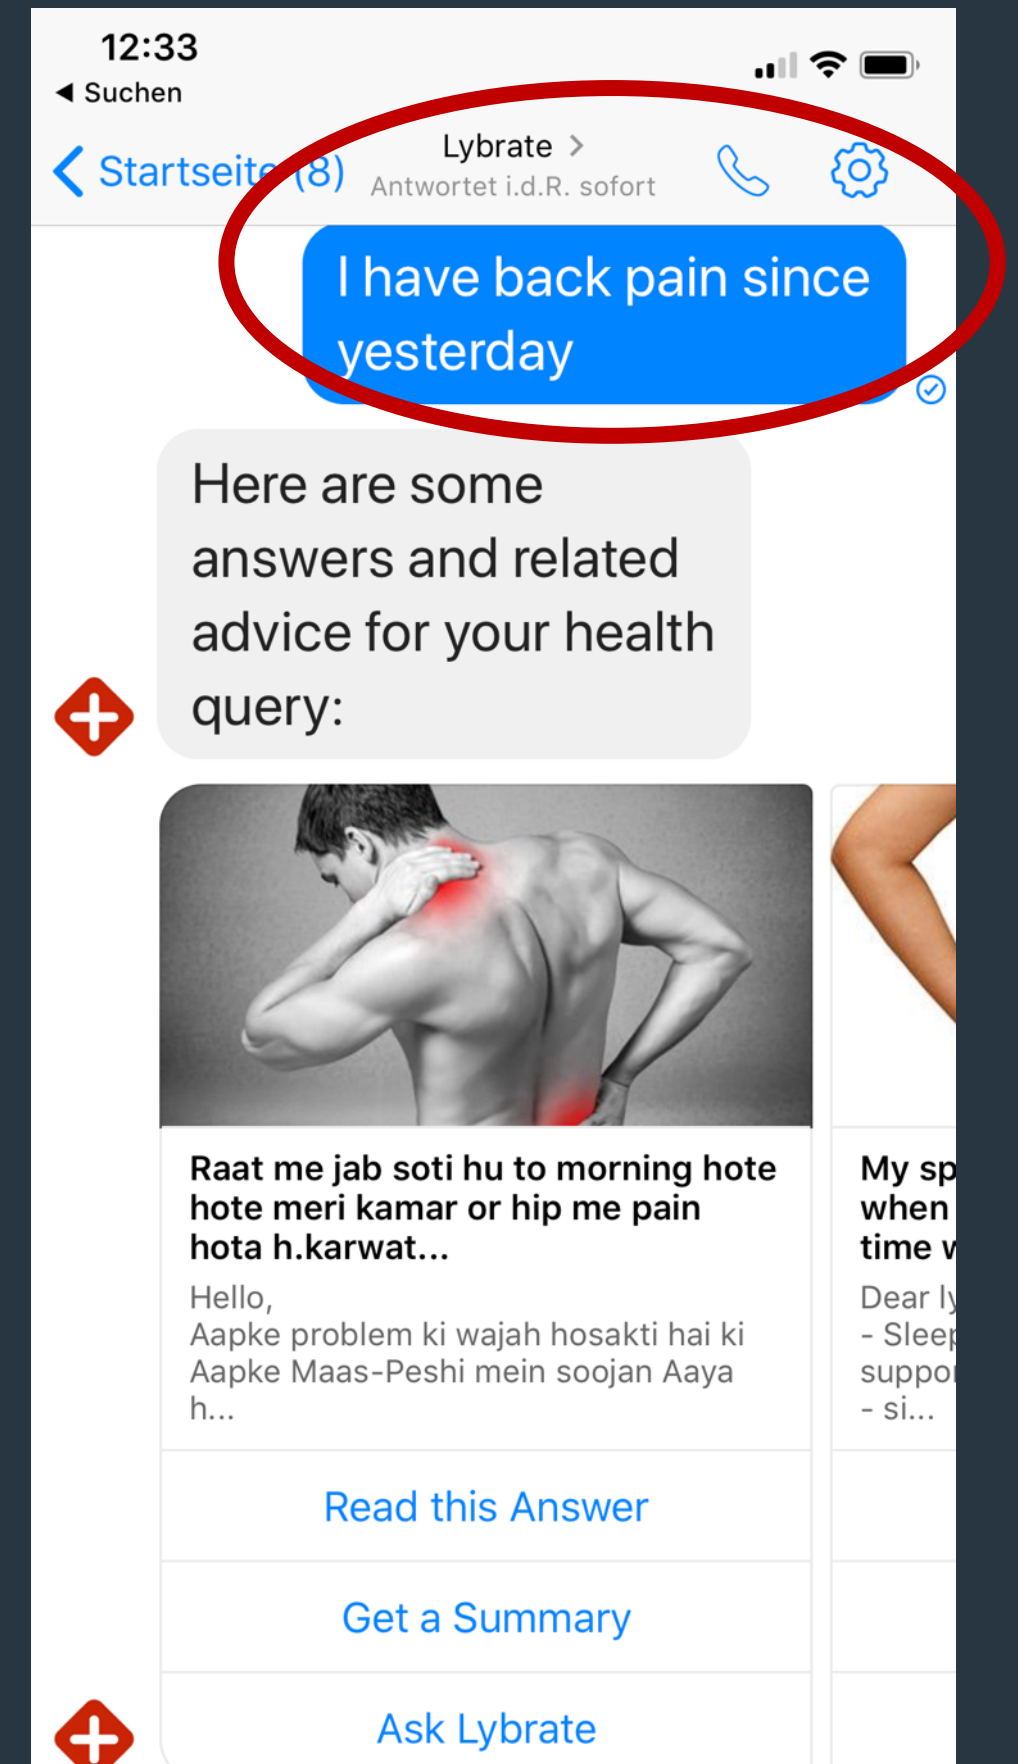 12:33
◀ Suchen
Startseite (8)
Lybrate >
Antwortet i.d.R. sofort
I have back pain since
yesterday
Here are some
answers and related
advice for your health
query:
Raat me jab soti hu to morning hote
hote meri kamar or hip me pain
hota h.karwat...
Hello,
Aapke problem ki wajah hosakti hai ki
Aapke Maas-Peshi mein soojan Aaya
h...
Read this Answer
Get a Summary
Ask Lybrate
My
when
time
Dear
-
- si...